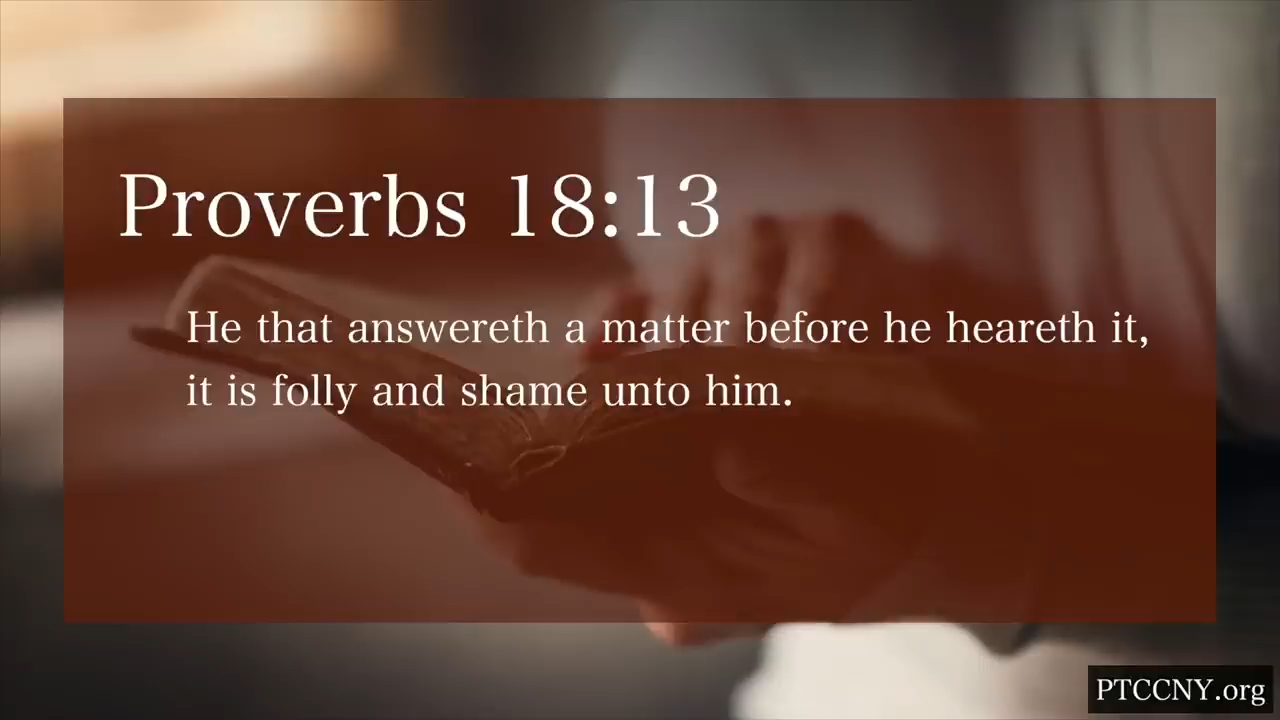 Proverbs 18:13
He that answereth a matter before he heareth it,
it is folly and shame unto him.
PTCCNY.org